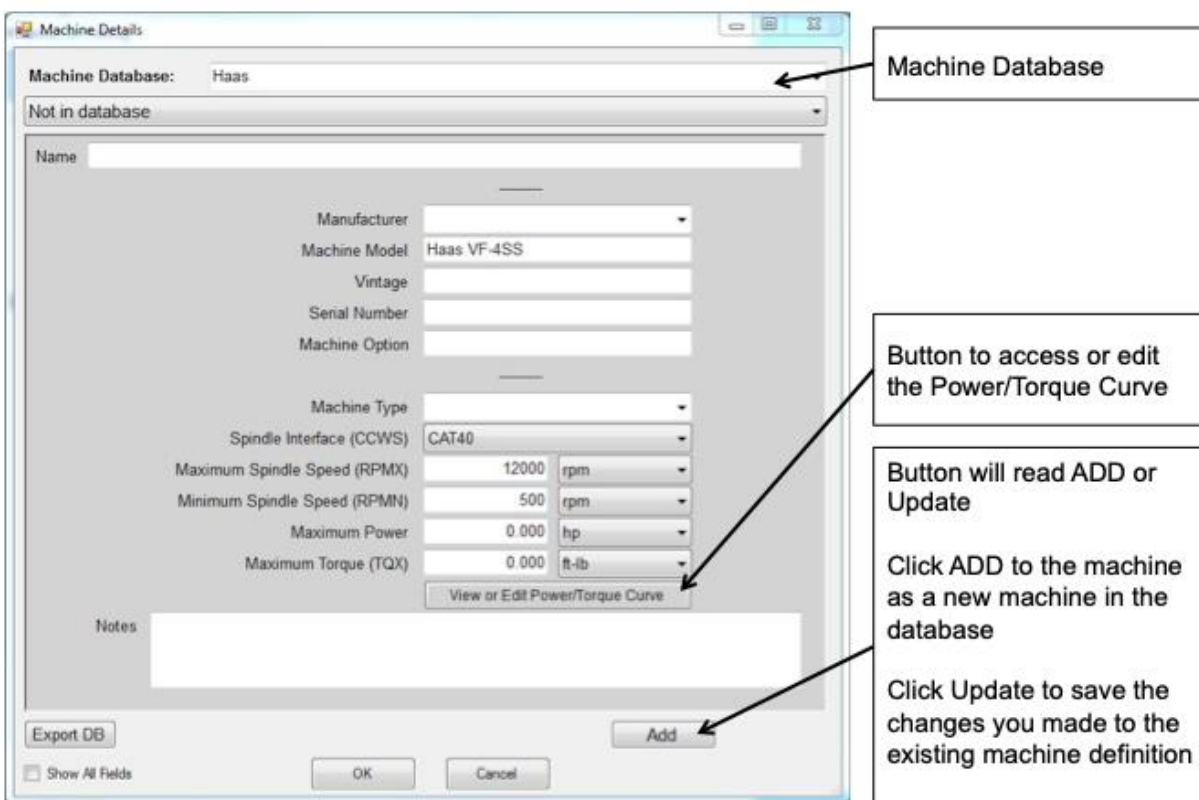 Machine Details
Machine Database: Haas
Not in database
Name
Manufacturer
Machine Model Haas VF-4SS
Vintage
Serial Number
Machine Option
Machine Type
Spindle Interface (CCWS) CAT40
Maximum Spindle Speed (RPMX) 12000 rpm
Minimum Spindle Speed (RPMN) 500 rpm
Maximum Power 0.000 hp
Maximum Torque (TQX) 0.000 ft-lb
View or Edit Power/Torque Curve
Notes
Export DB Add
Show All Fields OK Cancel
Machine Database
Button to access or edit
the Power/Torque Curve
Button will read ADD or
Update
Click ADD to the machine
as a new machine in the
database
Click Update to save the
changes you made to the
existing machine definition